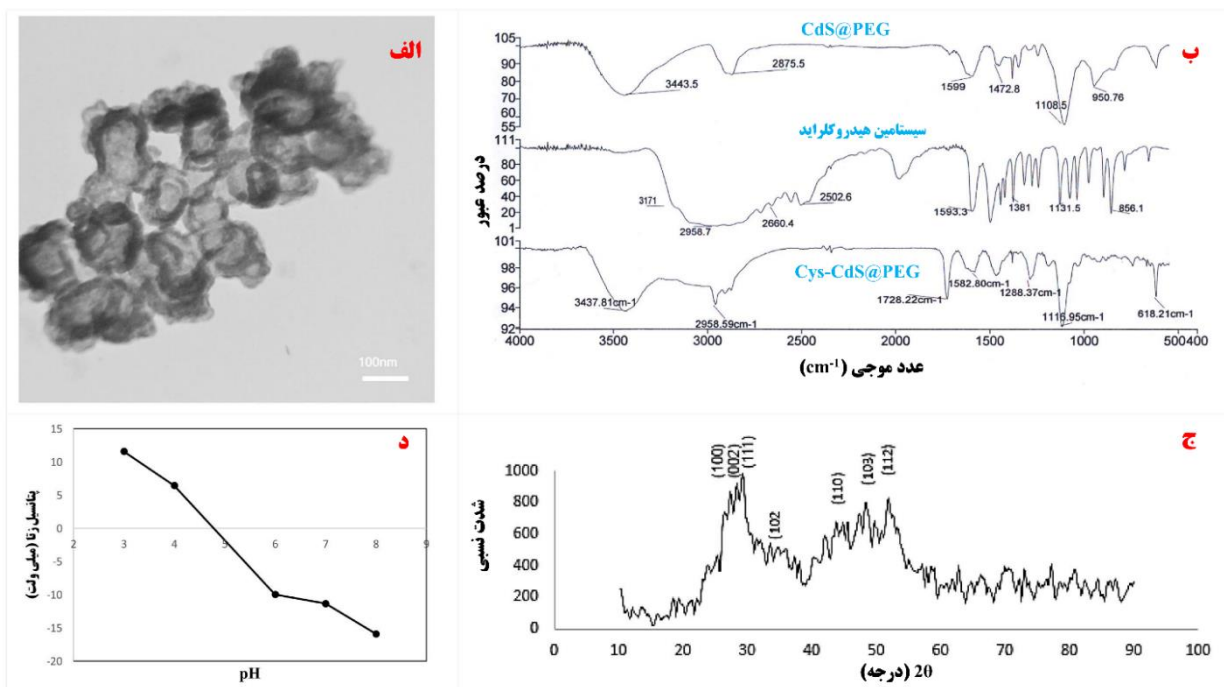 الف
100nm
ب
CdS@PEG
105
90
80
70
60
55
3443.5
2875.5
1599
1472.8
1108.5
950.76
سیستامین هیدروکلراید
111
80
60
40
20
1
3171
2958.7
2660.4
2502.6
1593.3
1381
1131.5
856.1
درصد عبور
Cys-CdS@PEG
101
98
96
94
92
3437.81cm-1
2958.59cm-1
1728.22cm-1
1582.80cm-1
1288.37cm-1
1116.95cm-1
618.21cm-1
4000 3500 3000 2500 2000 1500 1000 500400
عدد موجی (cm-1)
د
15
10
5
0
-5
-10
-15
-20
2 3 4 5 6 7 8 9
پتانسیل زتا (میلی ولت)
pH
ج
(100)
(002)
(111)
(102
(110)
(103)
(112)
1000
800
600
400
200
0
0 10 20 30 40 50 60 70 80 90 100
شدت نسبی
2θ (درجه)